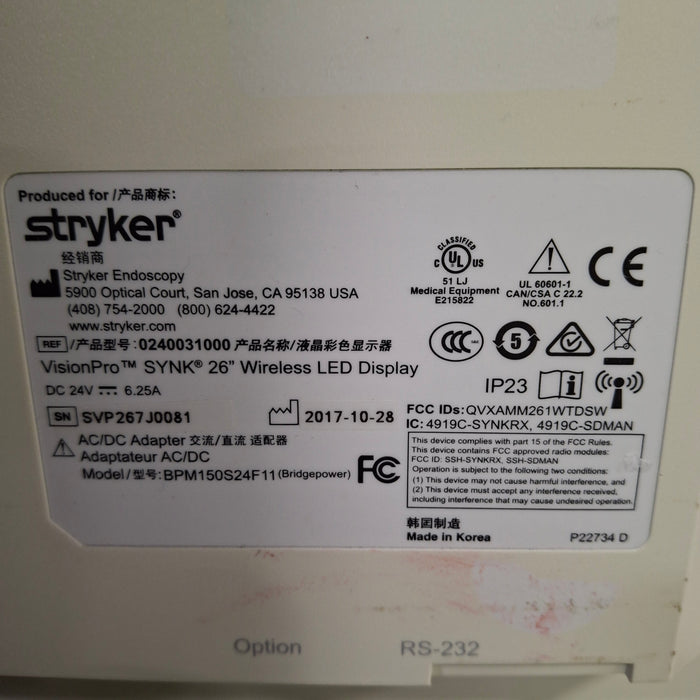 Produced for /产品商标:
stryker®
经销商
Stryker Endoscopy
5900 Optical Court, San Jose, CA 95138 USA
(408) 754-2000 (800) 624-4422
www.stryker.com
REF /产品型号: 0240031000 产品名称/液晶彩色显示器
VisionPro™ SYNK® 26” Wireless LED Display
DC 24V 6.25A
SN SVP267J0081 2017-10-28
AC/DC Adapter 交流/直流 适配器
Adaptateur AC/DC
Model/型号: BPM150S24F11 (Bridgepower) FC
CLASSIFIED
C UL US
51 LJ
Medical Equipment
E215822
UL 60601-1
CAN/CSA C 22.2
NO.601.1
CE
CCC
5
IP23
FCC IDs: QVXAMM261WTDSW
IC: 4919C-SYNKRX, 4919C-SDMAN
This device complies with part 15 of the FCC Rules.
This device contains FCC approved radio modules:
FCC ID: SSH-SYNKRX, SSH-SDMAN
Operation is subject to the following two conditions:
(1) This device may not cause harmful interference, and
(2) This device must accept any interference received,
including interference that may cause undesired operation.
韩国制造
Made in Korea P22734 D
Option RS-232